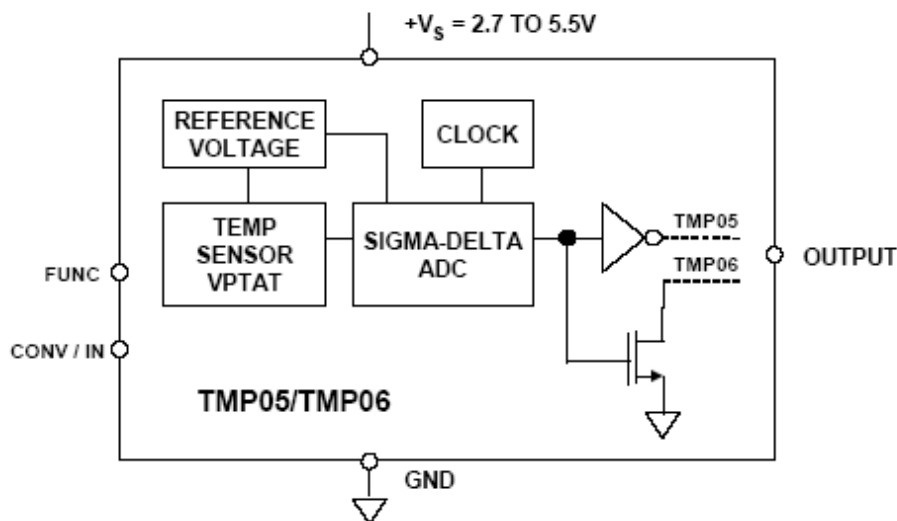 +VS = 2.7 TO 5.5V
REFERENCE
VOLTAGE
CLOCK
TEMP
SENSOR
VPTAT
SIGMA-DELTA
ADC
TMP05
TMP06
OUTPUT
FUNC
CONV / IN
TMP05/TMP06
GND